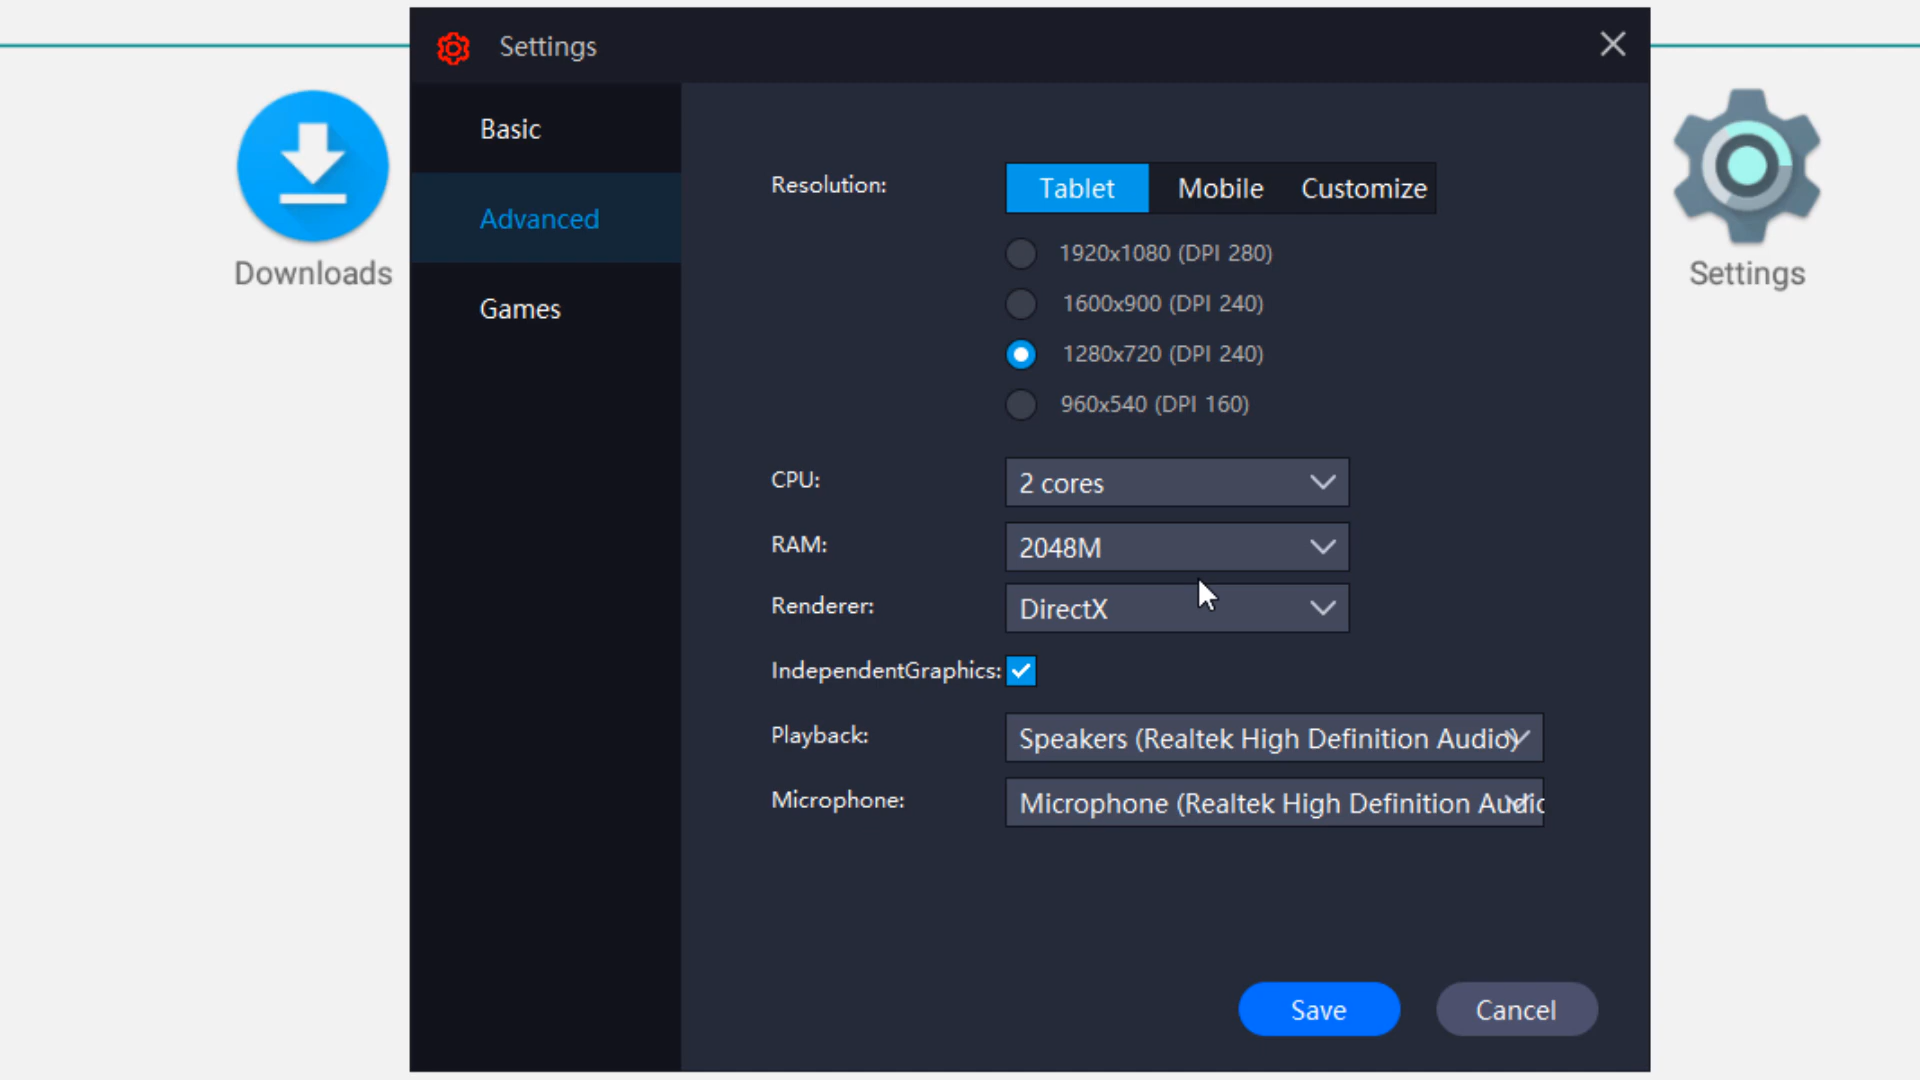 Settings
Basic
Advanced
Games
Downloads
Settings
Resolution: Tablet Mobile Customize
1920x1080 (DPI 280)
1600x900 (DPI 240)
1280x720 (DPI 240)
960x540 (DPI 160)
CPU: 2 cores
RAM: 2048M
Renderer: DirectX
IndependentGraphics:
Playback: Speakers (Realtek High Definition Audio)
Microphone: Microphone (Realtek High Definition Audio
Save Cancel